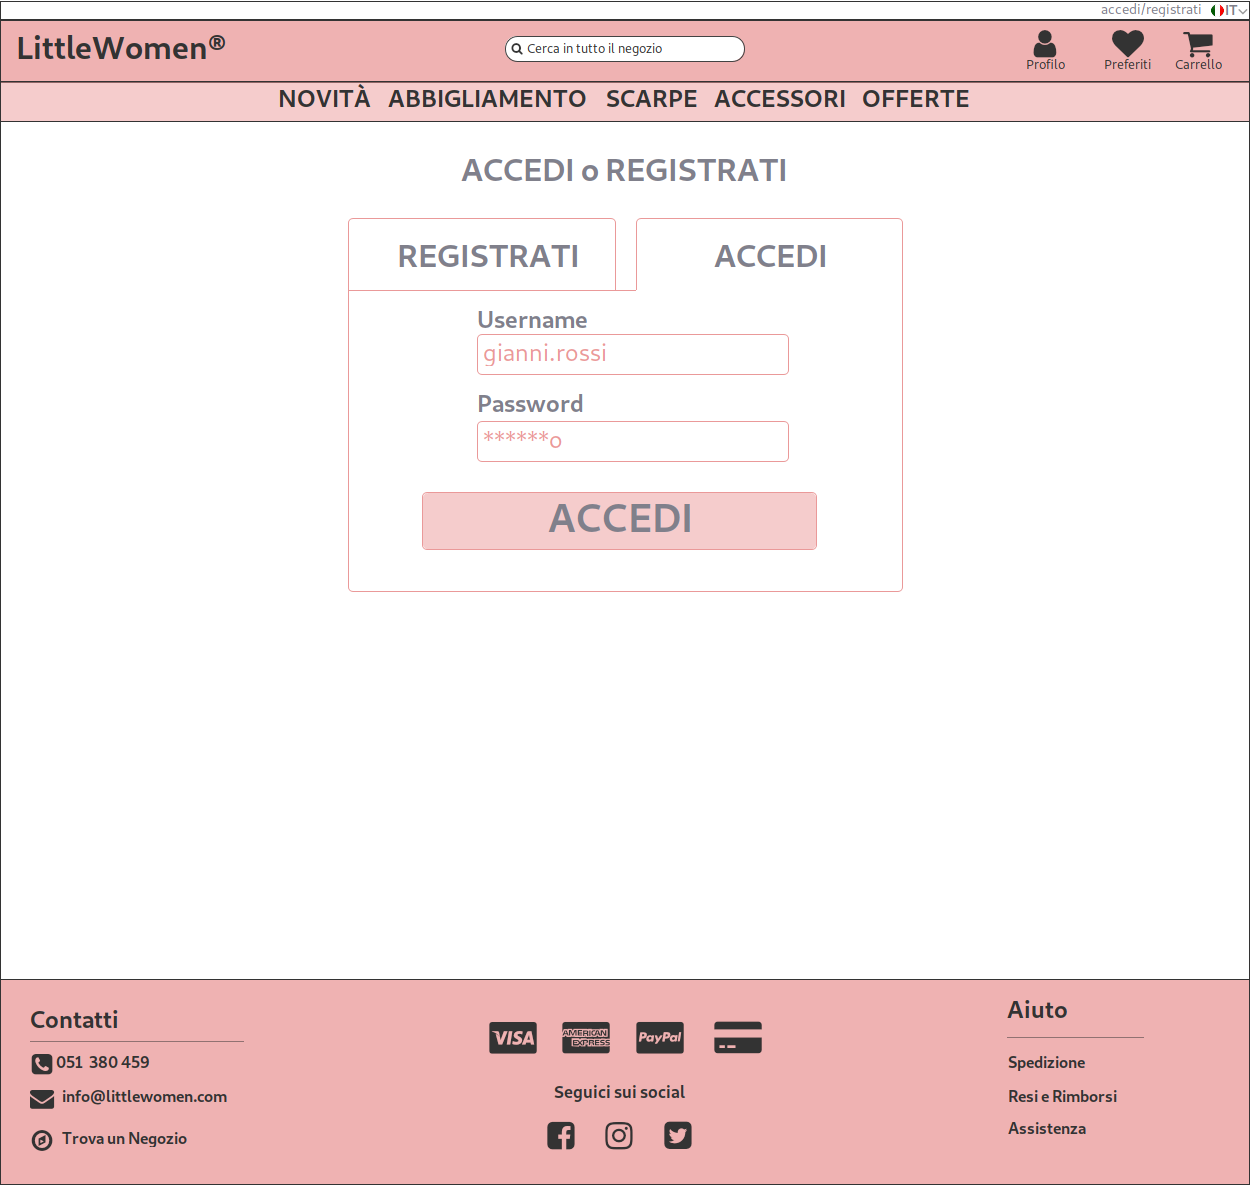 accedi/registrati IT
LittleWomen®
Cerca in tutto il negozio
Profilo Preferiti Carrello
NOVITÀ ABBIGLIAMENTO SCARPE ACCESSORI OFFERTE
ACCEDI o REGISTRATI
REGISTRATI ACCEDI
Username
gianni.rossi
Password
******o
ACCEDI
Contatti
051 380 459
info@littlewomen.com
Trova un Negozio
VISA AMERICAN EXPRESS PayPal
Seguici sui social
Aiuto
Spedizione
Resi e Rimborsi
Assistenza